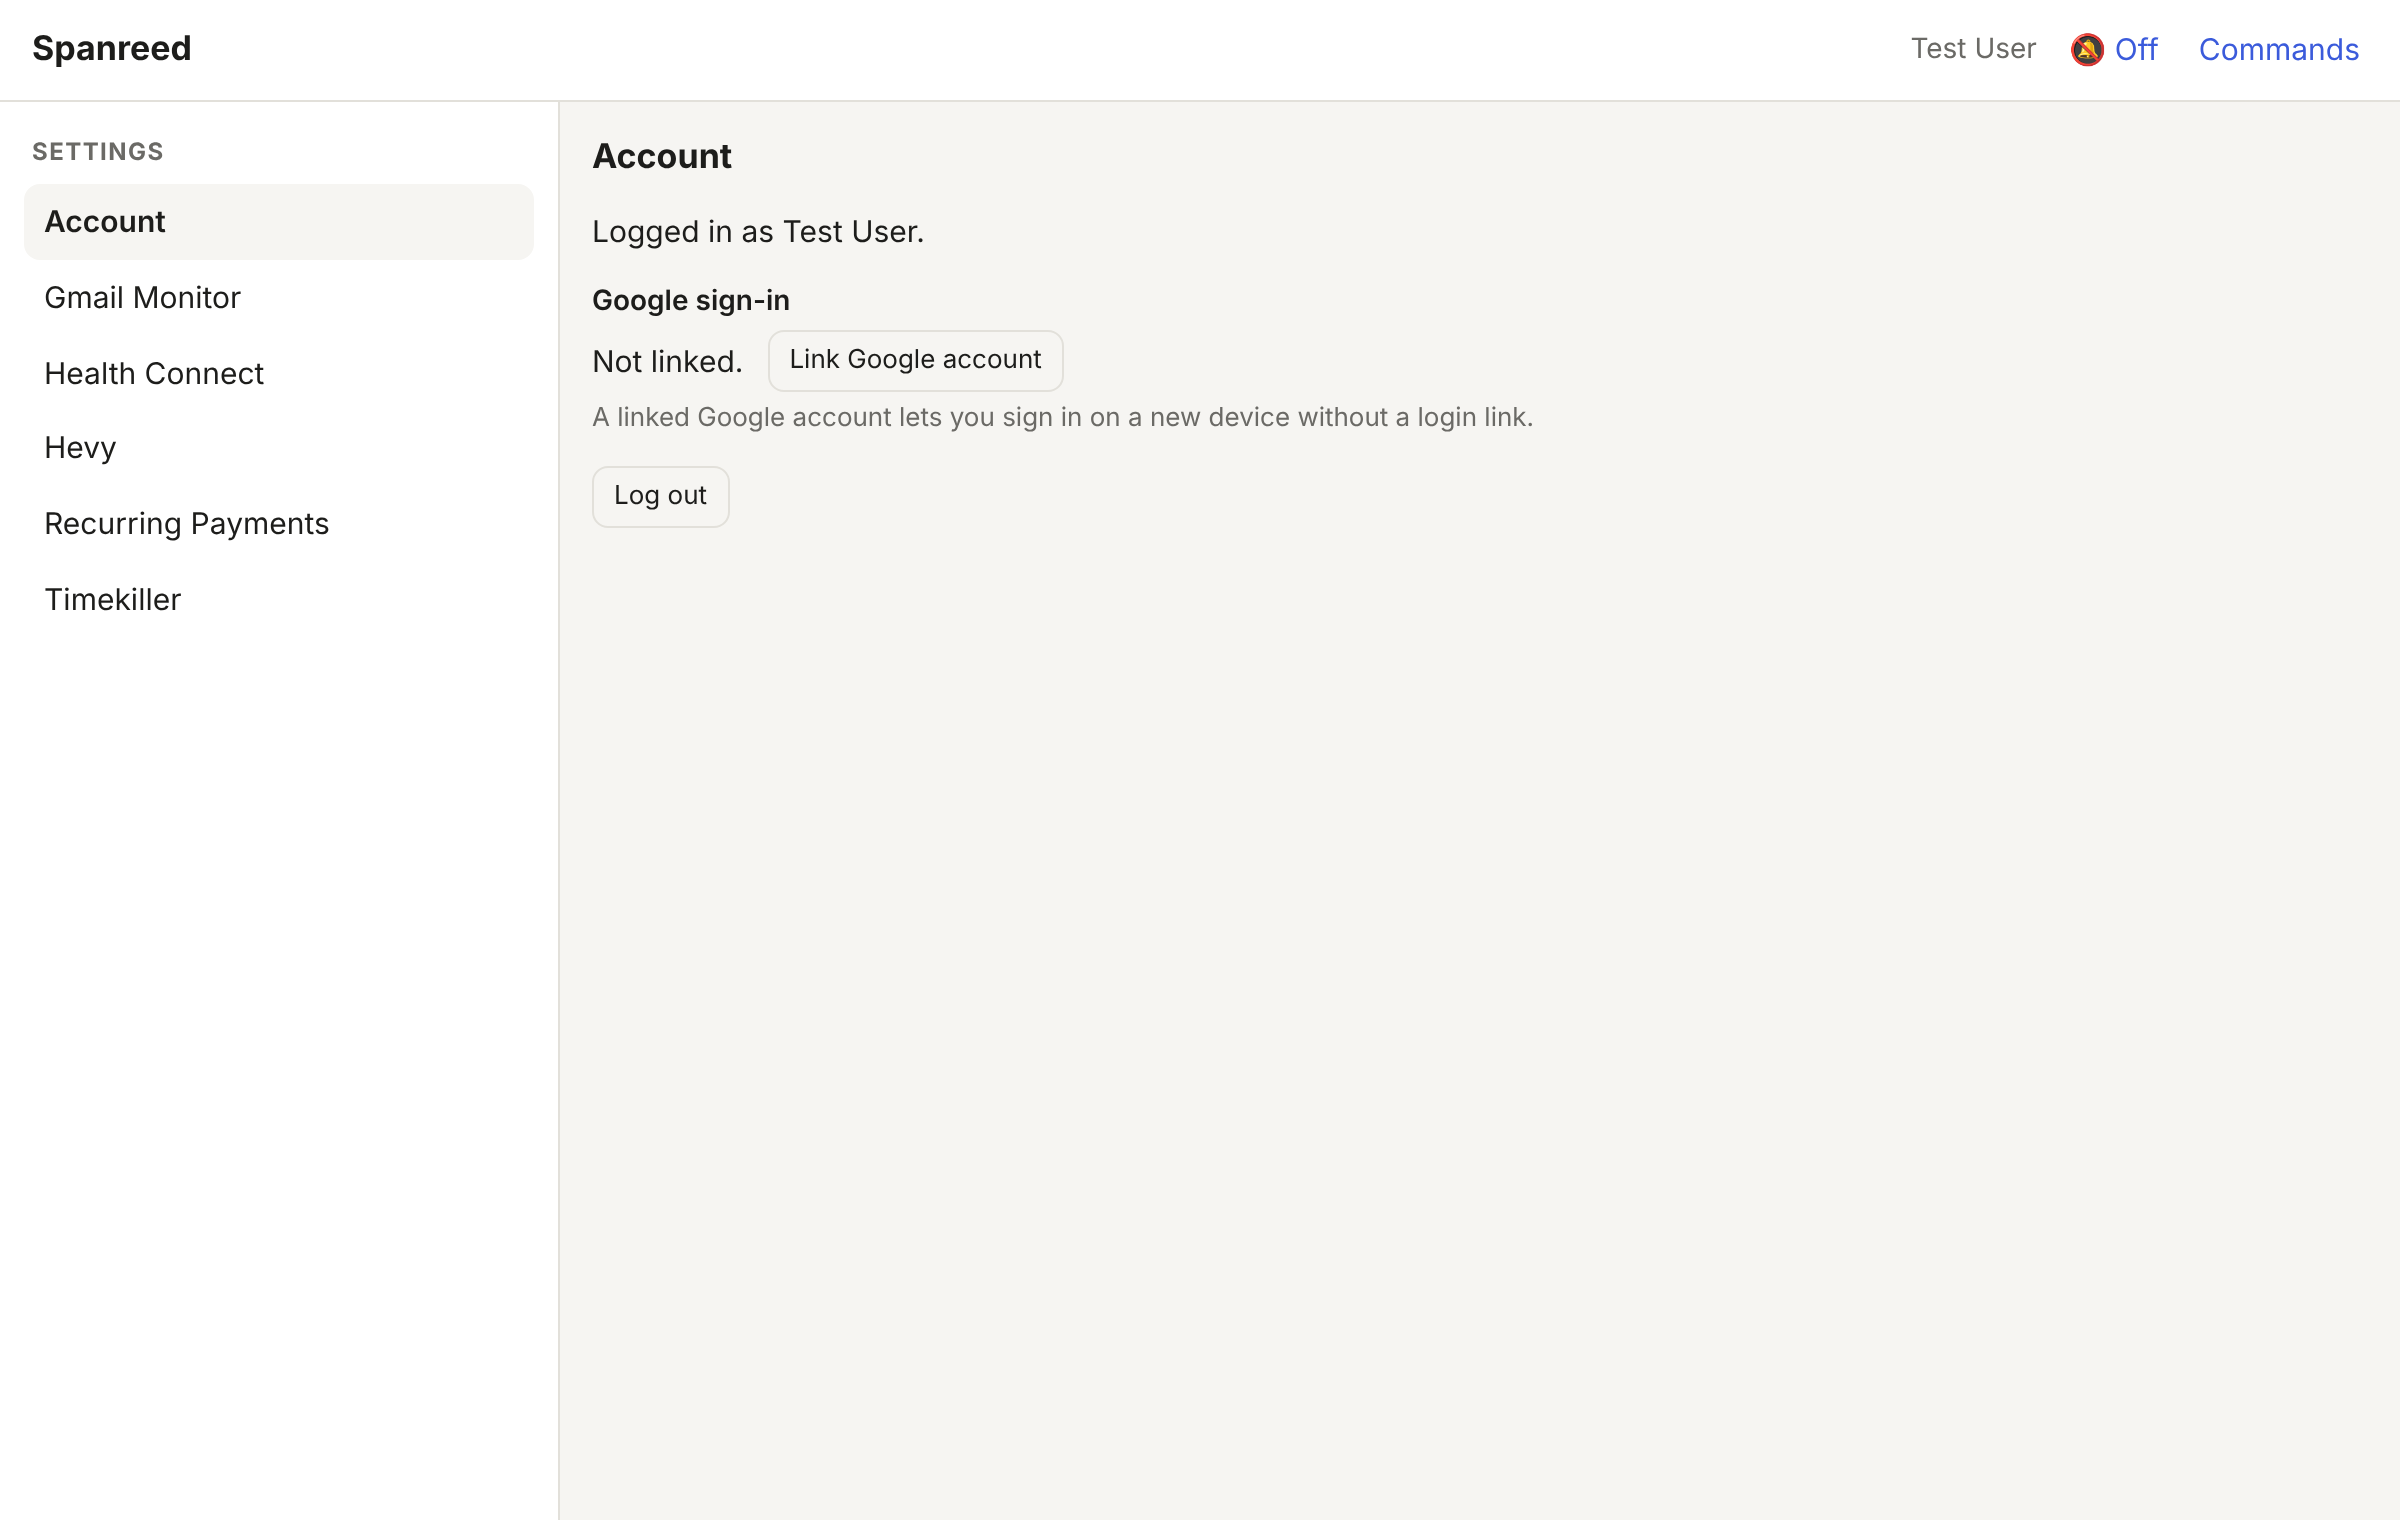 Spanreed
Test User Off Commands
SETTINGS
Account
Gmail Monitor
Health Connect
Hevy
Recurring Payments
Timekiller
Account
Logged in as Test User.
Google sign-in
Not linked. Link Google account
A linked Google account lets you sign in on a new device without a login link.
Log out